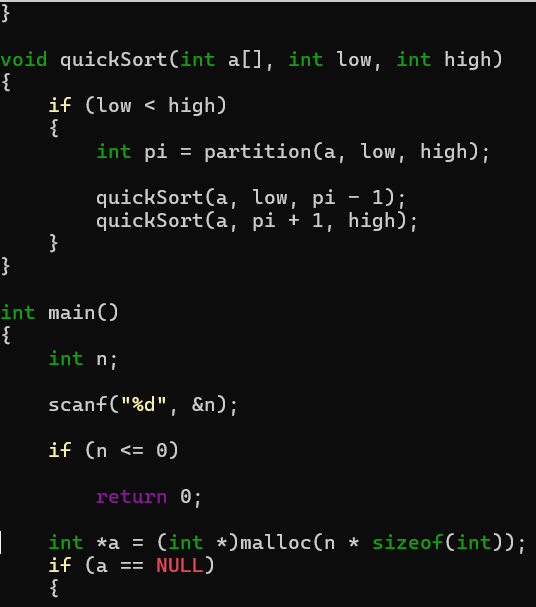 }

void quickSort(int a[], int low, int high)
{
    if (low < high)
    {
        int pi = partition(a, low, high);

        quickSort(a, low, pi - 1);
        quickSort(a, pi + 1, high);
    }
}

int main()
{
    int n;

    scanf("%d", &n);

    if (n <= 0)

        return 0;

    int *a = (int *)malloc(n * sizeof(int));
    if (a == NULL)
    {